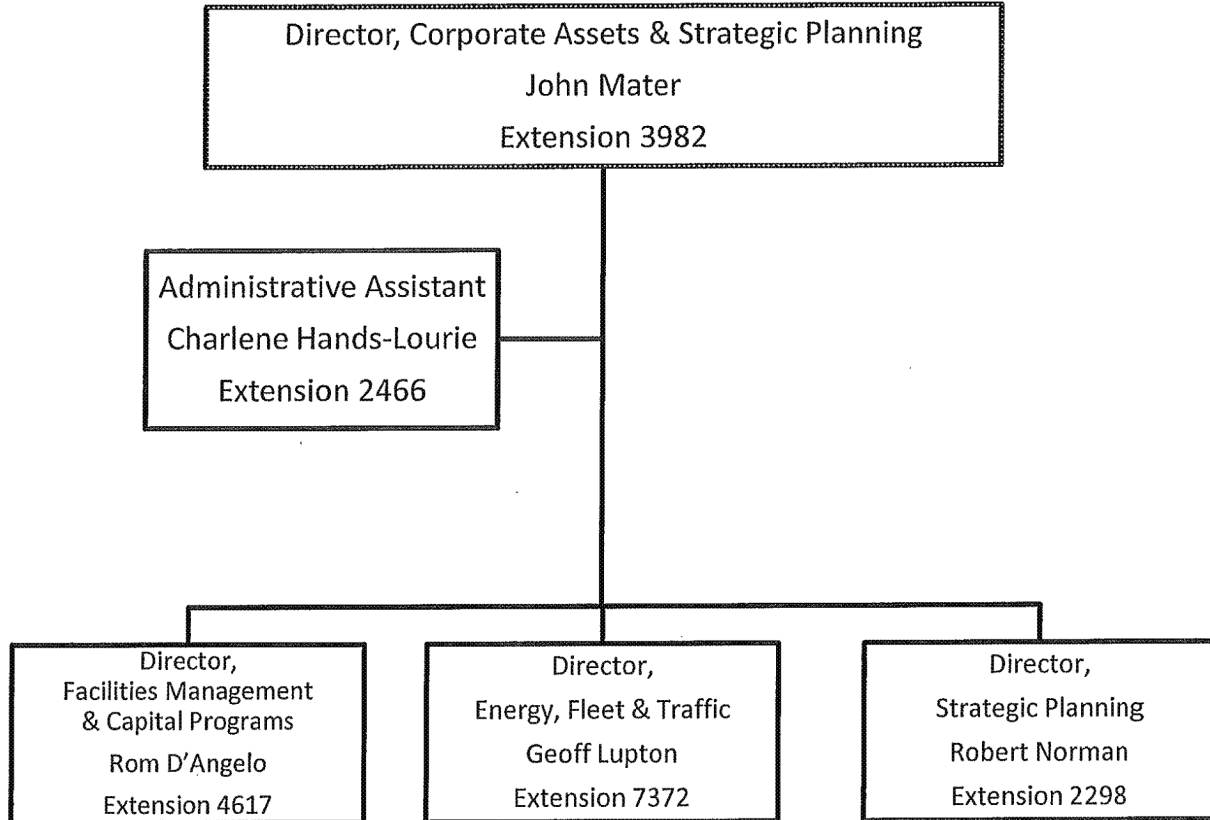 Director, Corporate Assets & Strategic Planning
John Mater
Extension 3982
Administrative Assistant
Charlene Hands-Lourie
Extension 2466
Director,
Facilities Management
& Capital Programs
Rom D’Angelo
Extension 4617
Director,
Energy, Fleet & Traffic
Geoff Lupton
Extension 7372
Director,
Strategic Planning
Robert Norman
Extension 2298